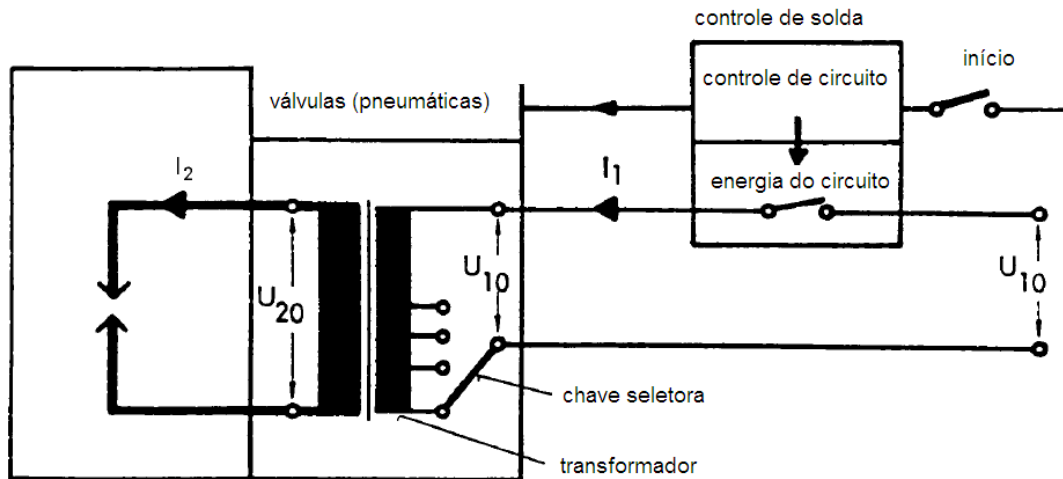 controle de solda
controle de circuito
início
válvulas (pneumáticas)
I2
I1
energia do circuito
U20
U10
U10
chave seletora
transformador